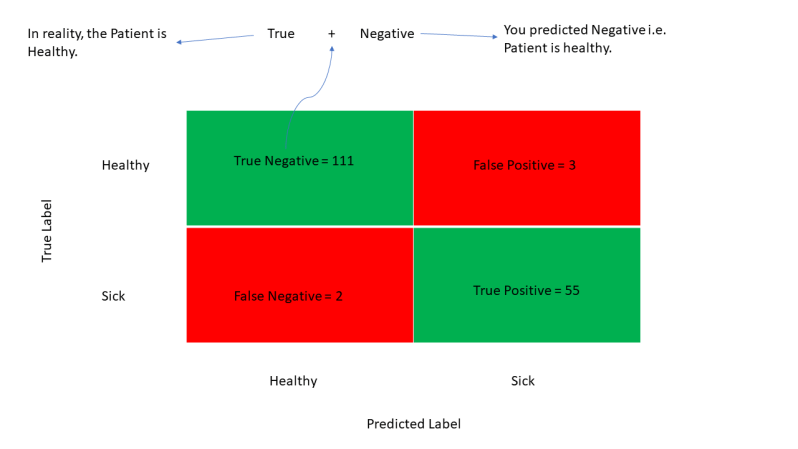 In reality, the Patient is
Healthy.
True + Negative
You predicted Negative i.e.
Patient is healthy.
Healthy
True Negative = 111
False Positive = 3
True Label
Sick
False Negative = 2
True Positive = 55
Healthy
Sick
Predicted Label